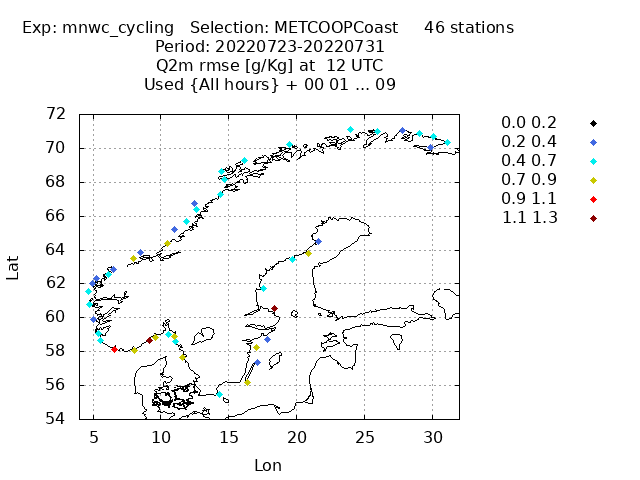 Exp: mnwc_cycling Selection: METCOOPCoast 46 stations
Period: 20220723-20220731
Q2m rmse [g/Kg] at 12 UTC
Used {All hours} + 00 01 ... 09
0.0 0.2
0.2 0.4
0.4 0.7
0.7 0.9
0.9 1.1
1.1 1.3
72
70
68
66
64
62
60
58
56
54
Lat
5 10 15 20 25 30
Lon